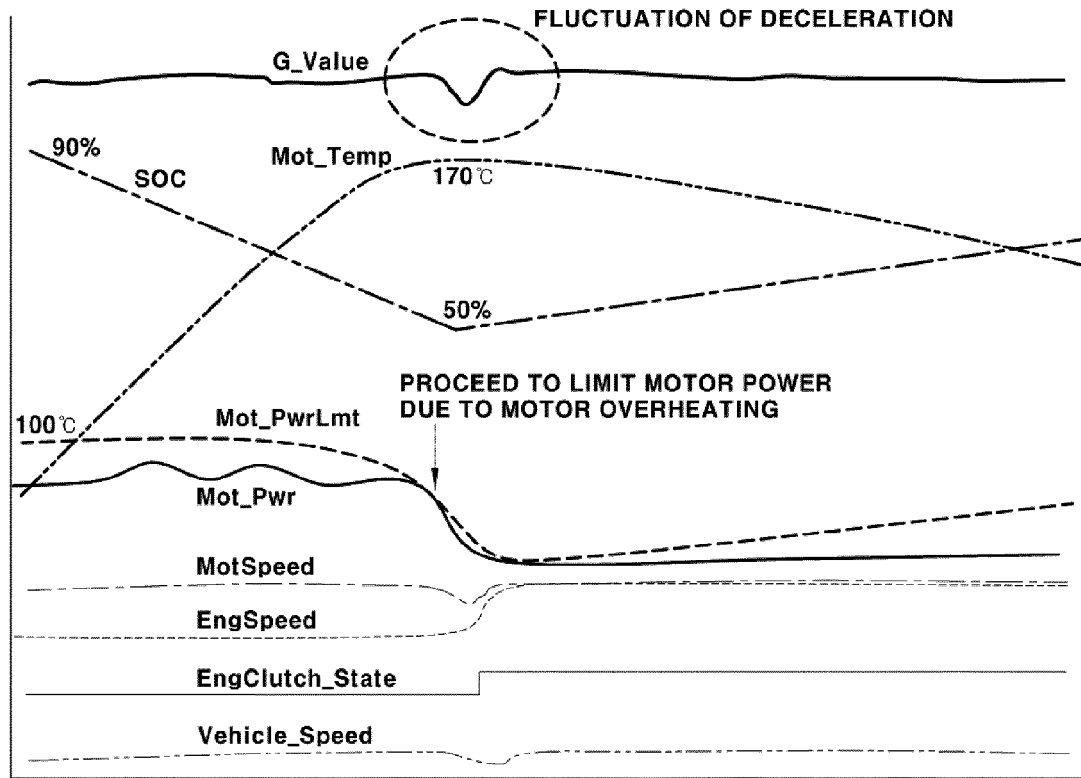 FLUCTUATION OF DECELERATION
G_Value
90%
Mot_Temp
SOC
170℃
50%
PROCEED TO LIMIT MOTOR POWER
DUE TO MOTOR OVERHEATING
100℃
Mot_PwrLmt
Mot_Pwr
MotSpeed
EngSpeed
EngClutch_State
Vehicle_Speed